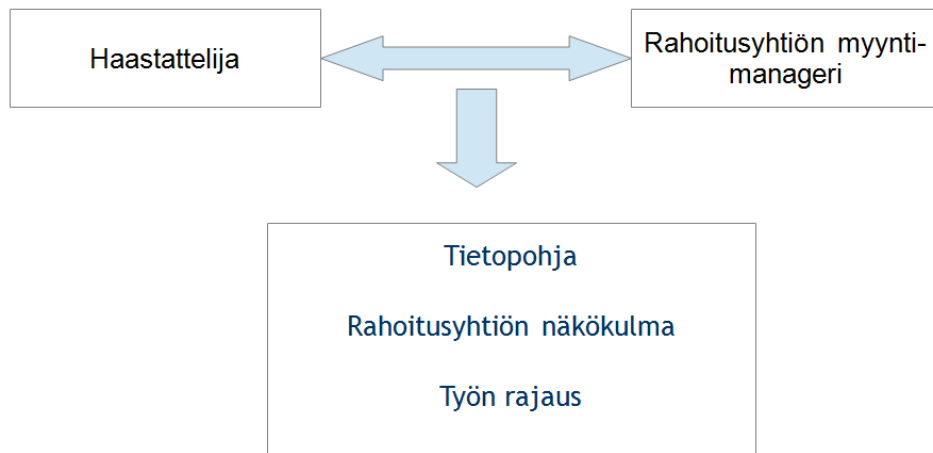 Haastattelija
Rahoitusyhtiön myynti-
manageri
Tietopohja
Rahoitusyhtiön näkökulma
Työn rajaus